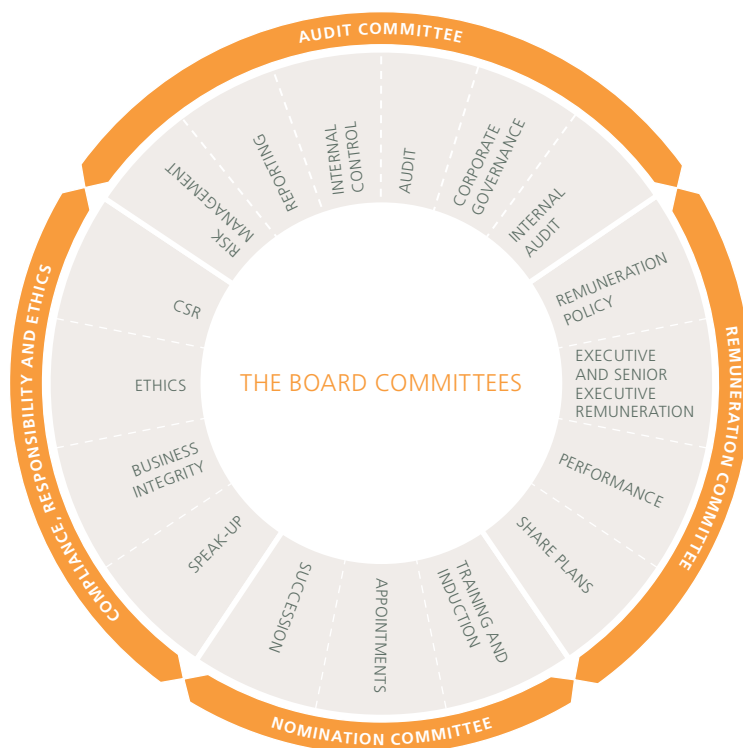 AUDIT COMMITTEE
RISK
MANAGEMENT
REPORTING
INTERNAL
CONTROL
AUDIT
CORPORATE
GOVERNANCE
INTERNAL
AUDIT
REMUNERATION COMMITTEE
REMUNERATION
POLICY
EXECUTIVE
AND SENIOR
EXECUTIVE
REMUNERATION
PERFORMANCE
SHARE PLANS
NOMINATION COMMITTEE
TRAINING AND
INDUCTION
APPOINTMENTS
SUCCESSION
COMPLIANCE, RESPONSIBILITY AND ETHICS
SPEAK-UP
BUSINESS
INTEGRITY
ETHICS
CSR
THE BOARD COMMITTEES